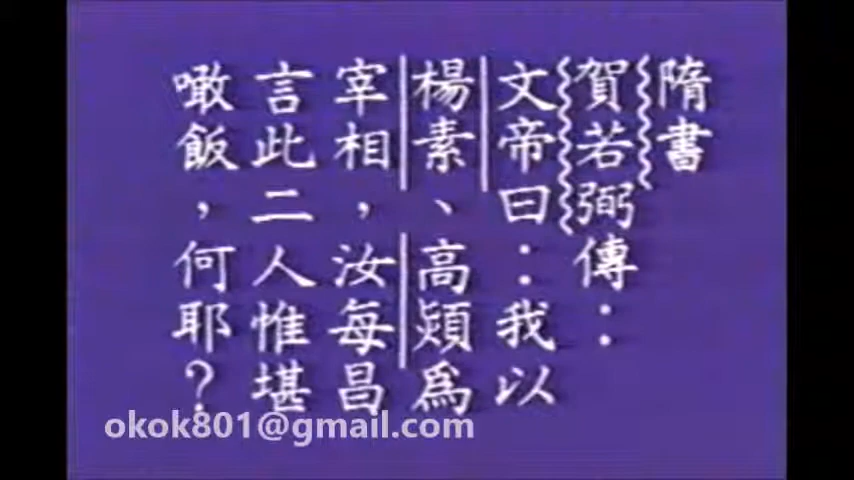 隋書
賀若弼傳：
文帝曰：我以
楊素、高熲爲
宰相，汝每昌
言此二人惟堪
噉飯，何耶？
okok801@gmail.com